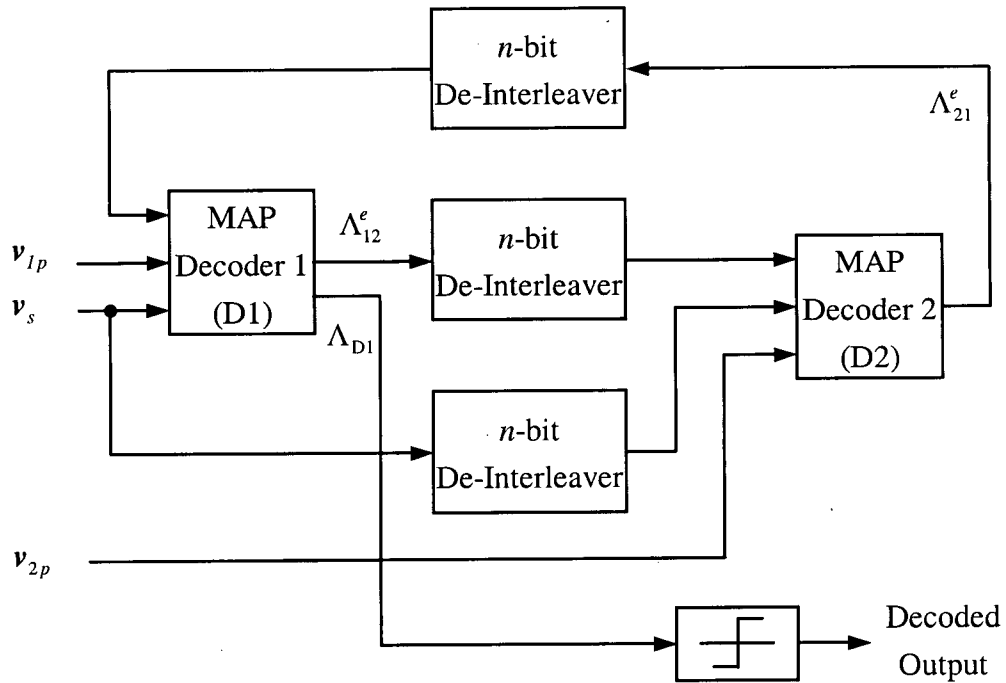 n-bit
De-Interleaver
Λ^e_21
MAP
Decoder 1
(D1)
v_1p
v_s
Λ^e_12
Λ_D1
n-bit
De-Interleaver
MAP
Decoder 2
(D2)
n-bit
De-Interleaver
v_2p
Decoded
Output